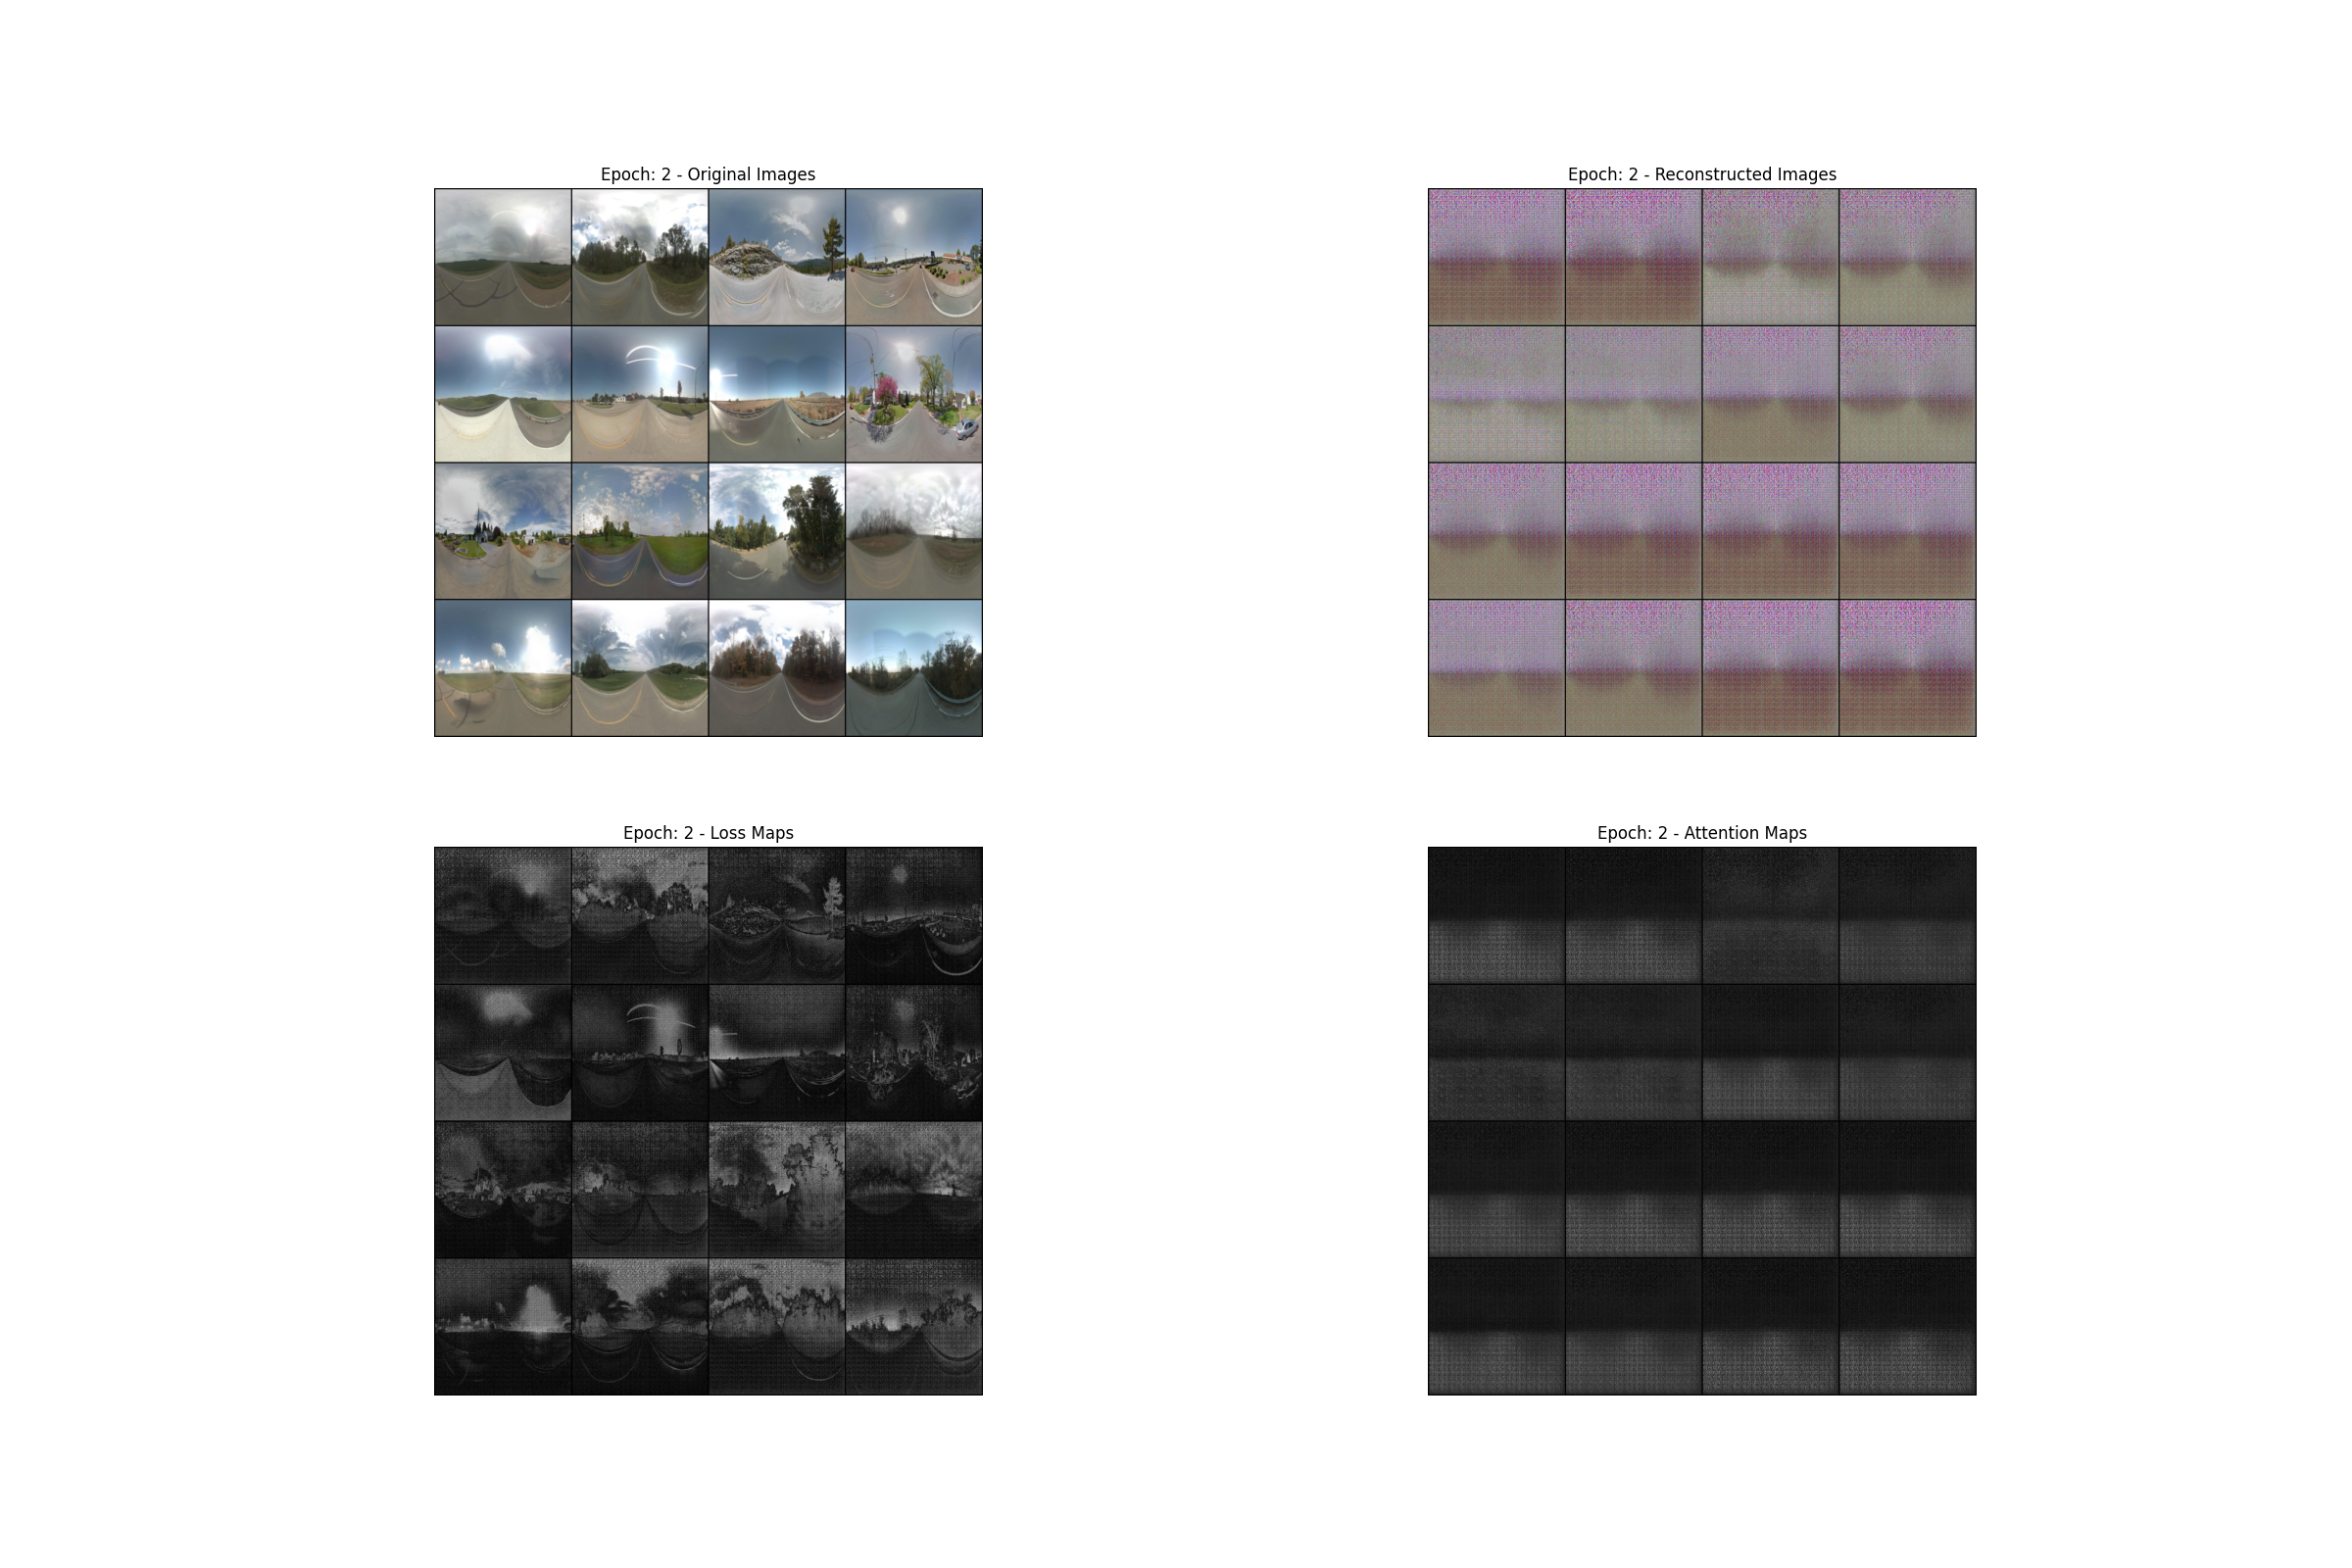 Epoch: 2 - Original Images
Epoch: 2 - Reconstructed Images
Epoch: 2 - Loss Maps
Epoch: 2 - Attention Maps